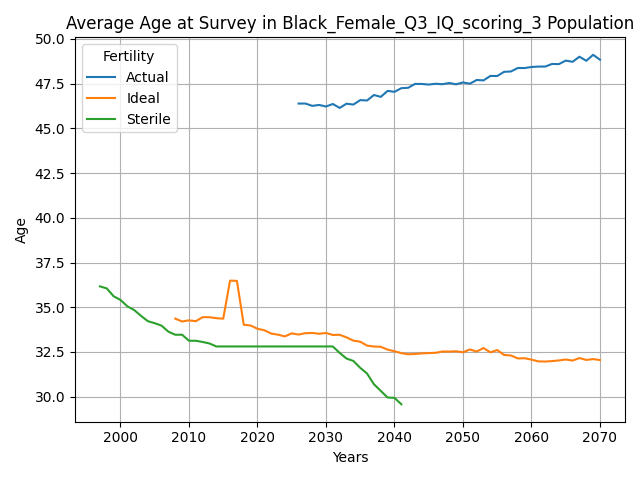 Average Age at Survey in Black_Female_Q3_IQ_scoring_3 Population
Fertility
Actual
Ideal
Sterile
Age
50.0
47.5
45.0
42.5
40.0
37.5
35.0
32.5
30.0
2000 2010 2020 2030 2040 2050 2060 2070
Years